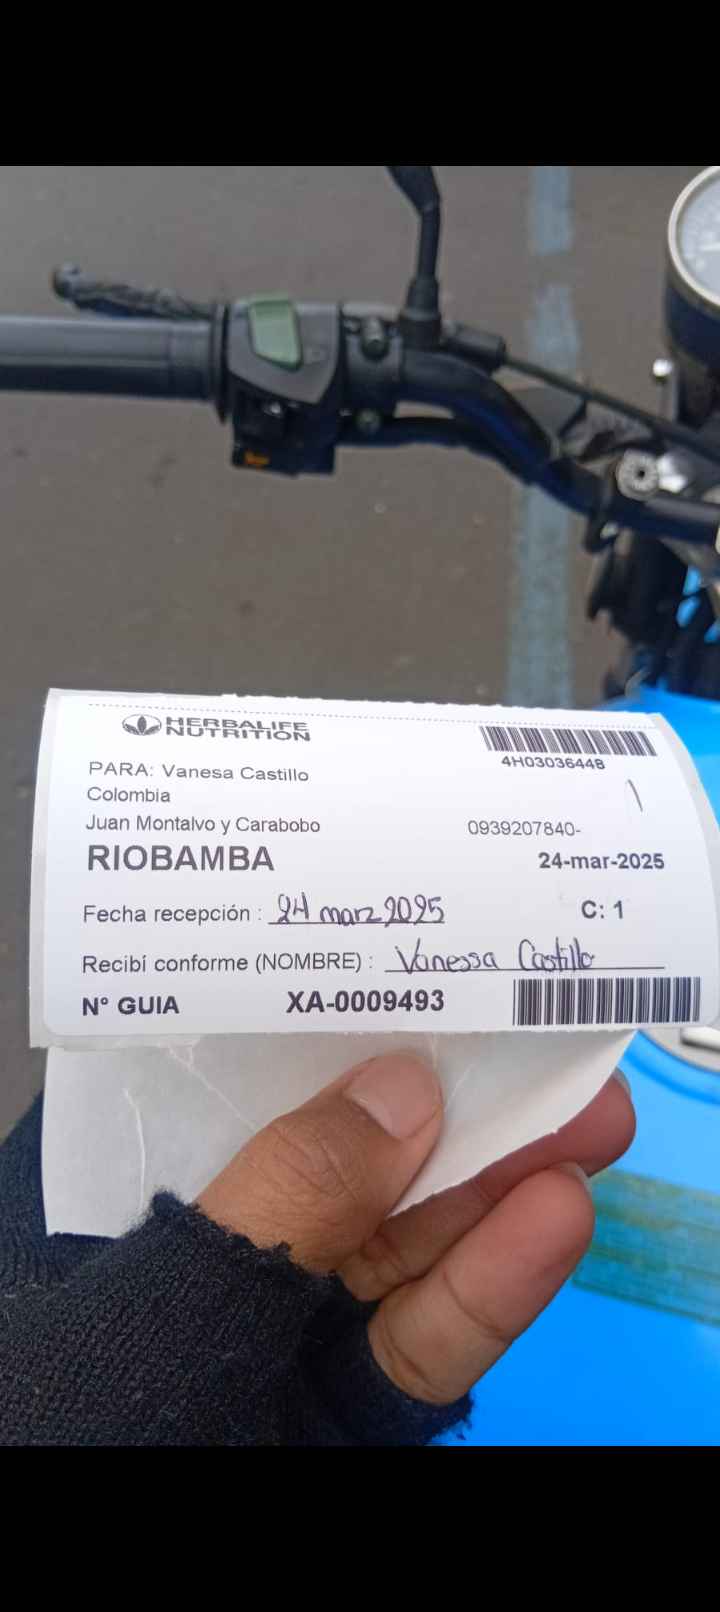 HERBALIFE
NUTRITION
4H03036448
PARA: Vanesa Castillo
Colombia
Juan Montalvo y Carabobo 0939207840-
RIOBAMBA 24-mar-2025
Fecha recepción : 24 marz 2025 C: 1
Recibí conforme (NOMBRE) : Vanessa Castillo
N° GUIA XA-0009493